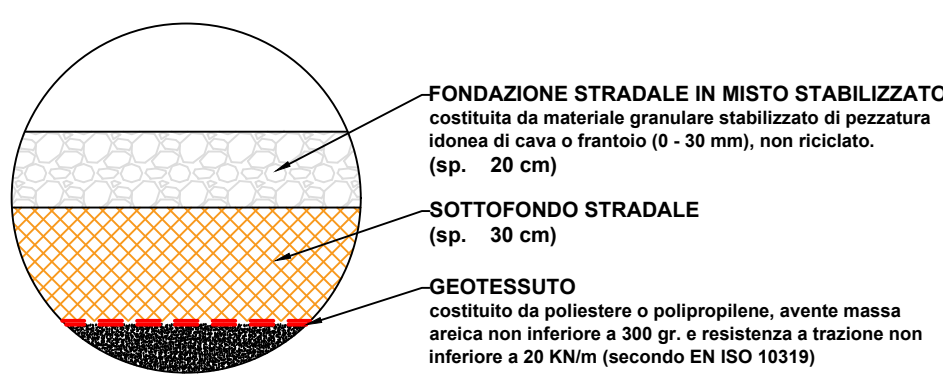 FONDAZIONE STRADALE IN MISTO STABILIZZATO
costituita da materiale granulare stabilizzato di pezzatura
idonea di cava o frantoio (0 - 30 mm), non riciclato.
(sp. 20 cm)
SOTTOFONDO STRADALE
(sp. 30 cm)
GEOTESSUTO
costituito da poliestere o polipropilene, avente massa
areica non inferiore a 300 gr. e resistenza a trazione non
inferiore a 20 KN/m (secondo EN ISO 10319)